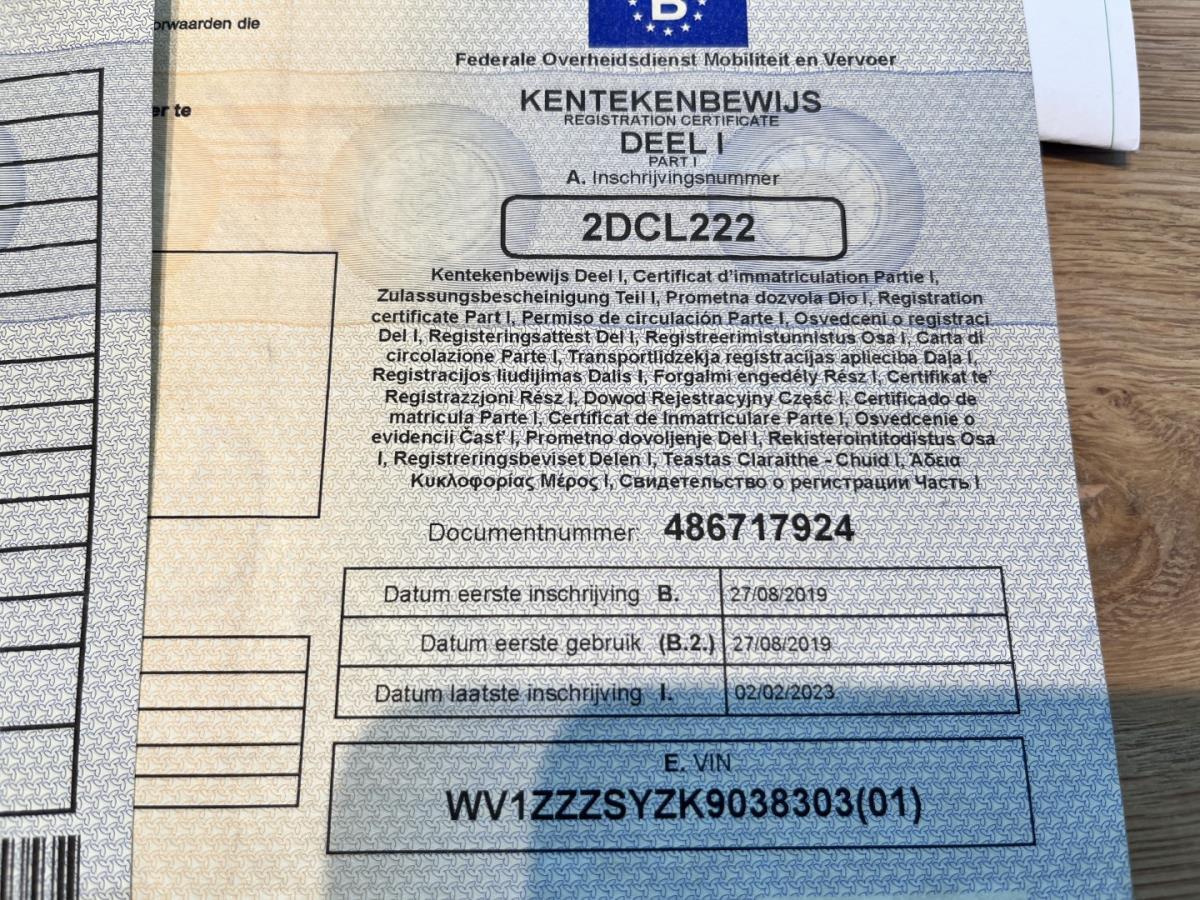 orwaarden die
er te
B
Federale Overheidsdienst Mobiliteit en Vervoer
KENTEKENBEWIJS
REGISTRATION CERTIFICATE
DEEL I
PART I
A. Inschrijvingsnummer
2DCL222
Kentekenbewijs Deel I, Certificat d'immatriculation Partie I,
Zulassungsbescheinigung Teil I, Prometna dozvola Dio I, Registration
certificate Part I, Permiso de circulación Parte I, Osvedceni o registraci
Del I, Registeringsattest Del I, Registreerimistunnistus Osa I, Carta di
circolazione Parte I, Transportlidzekja registracijas aplieciba Daļa I,
Registracijos liudijimas Dalis I, Forgalmi engedély Rész I, Certifikat te'
Registrazzjoni Rész I, Dowod Rejestracyjny Część I, Certificado de
matricula Parte I, Certificat de Inmatriculare Parte I, Osvedcenie o
evidencii Časť I, Prometno dovoljenje Del I, Rekisterointitodistus Osa
I, Registreringsbeviset Delen I, Teastas Claraithe - Chuid I, Άδεια
Κυκλοφορίας Μέρος I, Свидетельство о регистрации Часть I
Documentnummer: 486717924
Datum eerste inschrijving B. 27/08/2019
Datum eerste gebruik (B.2.) 27/08/2019
Datum laatste inschrijving I. 02/02/2023
E. VIN
WV1ZZZSYZK9038303(01)